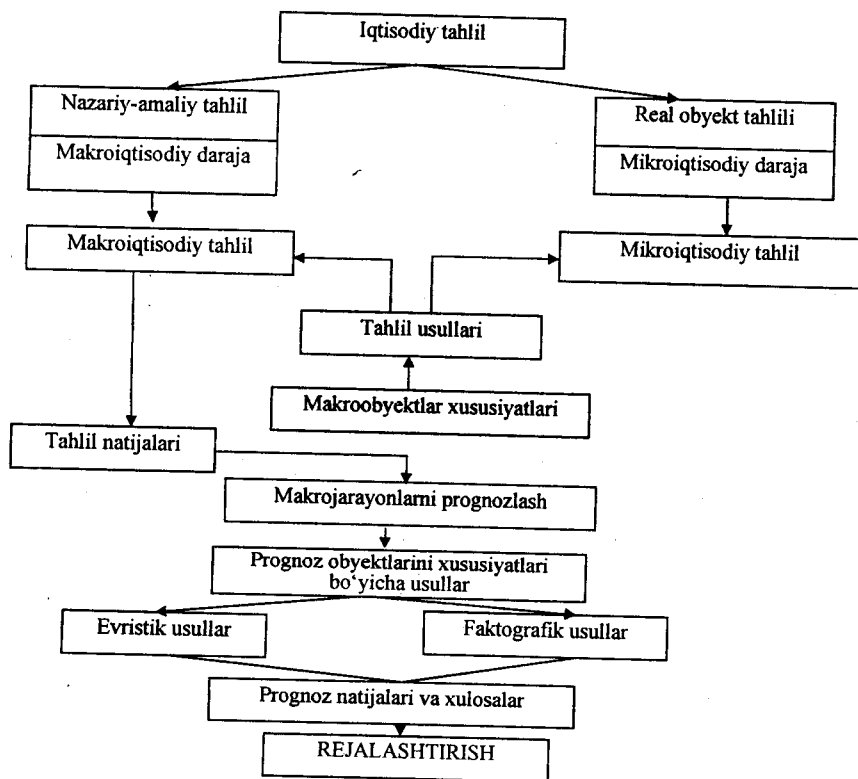 Iqtisodiy tahlil
Nazariy-amaliy tahlil
Makroiqtisodiy daraja
Real obyekt tahlili
Mikroiqtisodiy daraja
Makroiqtisodiy tahlil
Mikroiqtisodiy tahlil
Tahlil usullari
Makroobyektlar xususiyatlari
Tahlil natijalari
Makrojarayonlarni prognozlash
Prognoz obyektlarini xususiyatlari
bo‘yicha usullar
Evristik usullar
Faktografik usullar
Prognoz natijalari va xulosalar
REJALASHTIRISH